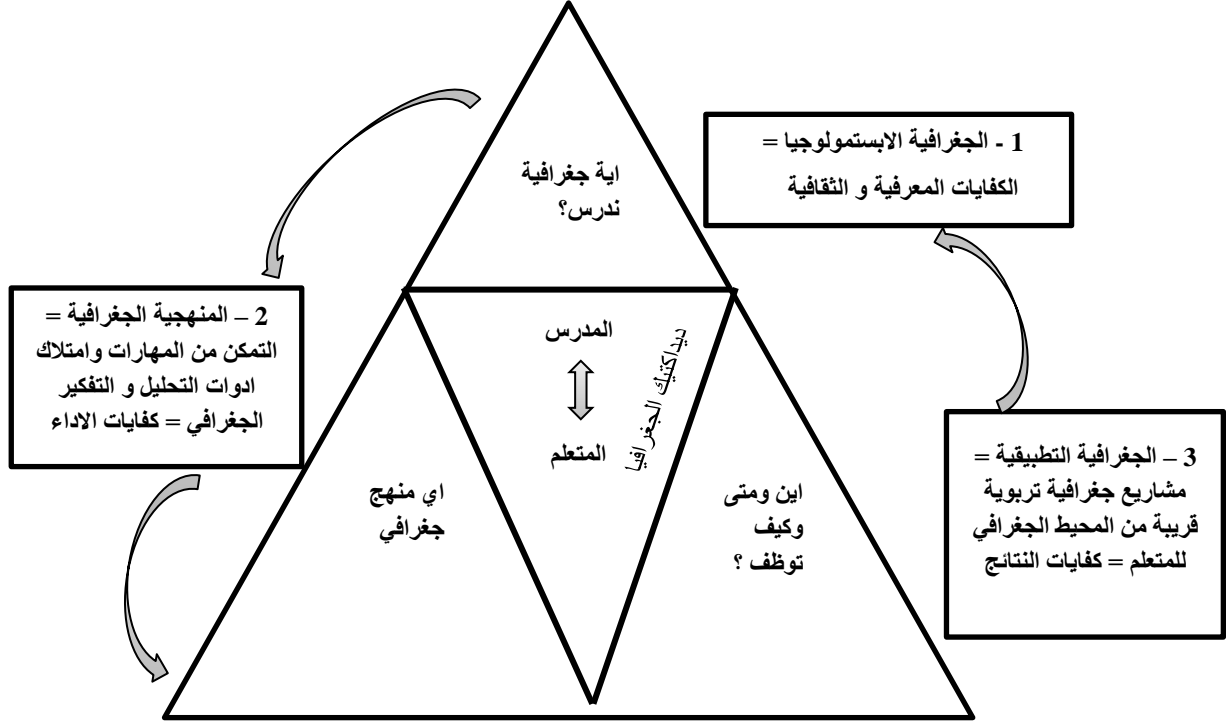 اية جغرافية
ندرس؟
1 - الجغرافية الابستمولوجيا =
الكفايات المعرفية و الثقافية
2 – المنهجية الجغرافية =
التمكن من المهارات وامتلاك
ادوات التحليل و التفكير
الجغرافي = كفايات الاداء
المدرس
المتعلم
ديداكتيك الجغرافيا
3 – الجغرافية التطبيقية =
مشاريع جغرافية تربوية
قريبة من المحيط الجغرافي
للمتعلم = كفايات النتائج
اين ومتى
وكيف
توظف ؟
اي منهج
جغرافي